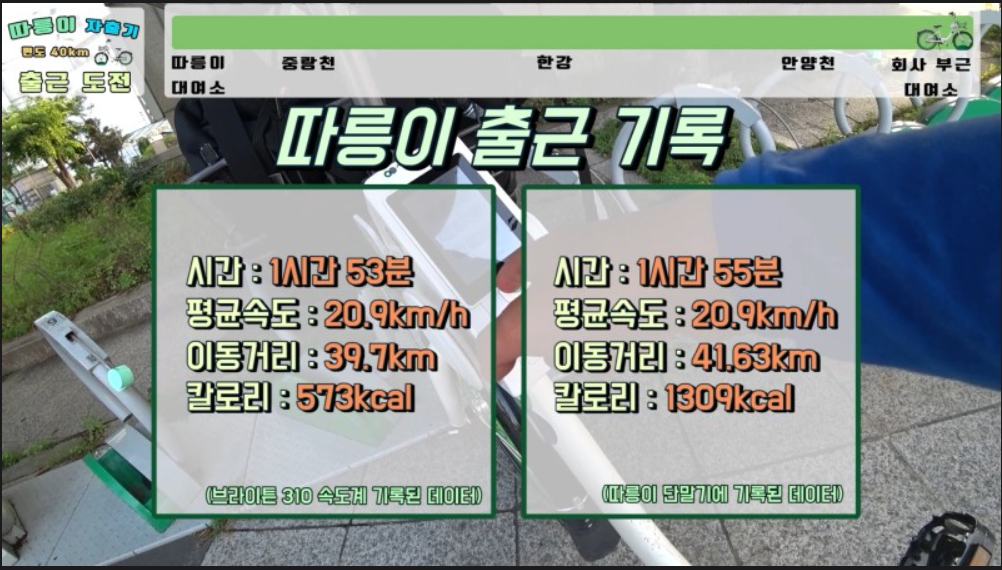 따릉이 자출기
편도 40km
출근 도전
따릉이 대여소
중랑천
한강
안양천
회사 부근 대여소
따릉이 출근 기록
시간 : 1시간 53분
평균속도 : 20.9km/h
이동거리 : 39.7km
칼로리 : 573kcal
(브라이튼 310 속도계 기록된 데이터)
시간 : 1시간 55분
평균속도 : 20.9km/h
이동거리 : 41.63km
칼로리 : 1309kcal
(따릉이 단말기에 기록된 데이터)